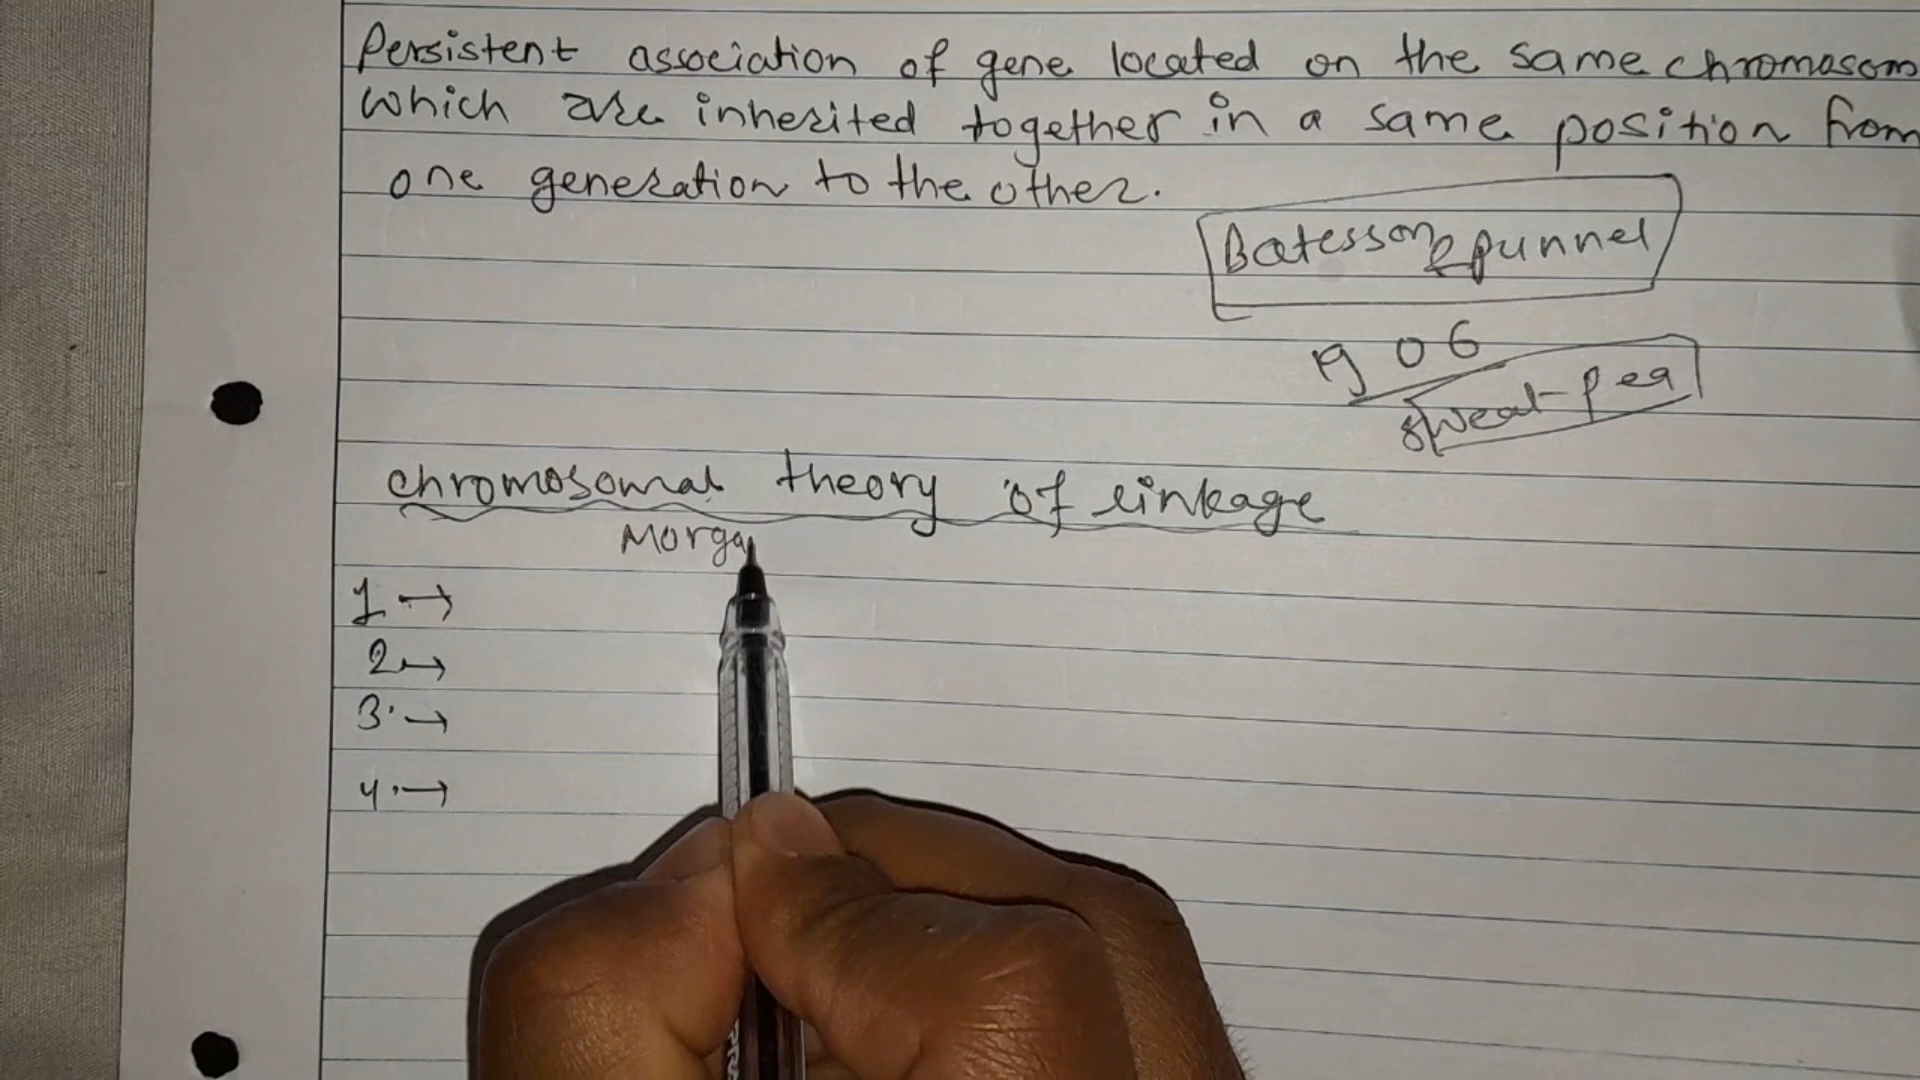 Persistent association of gene located on the same chromosom
which are inherited together in a same position from
one generation to the other.
Batesson & punnel
1906
sweat-pea
chromosomal theory of linkage
Morga
1 →
2 →
3. →
4. →